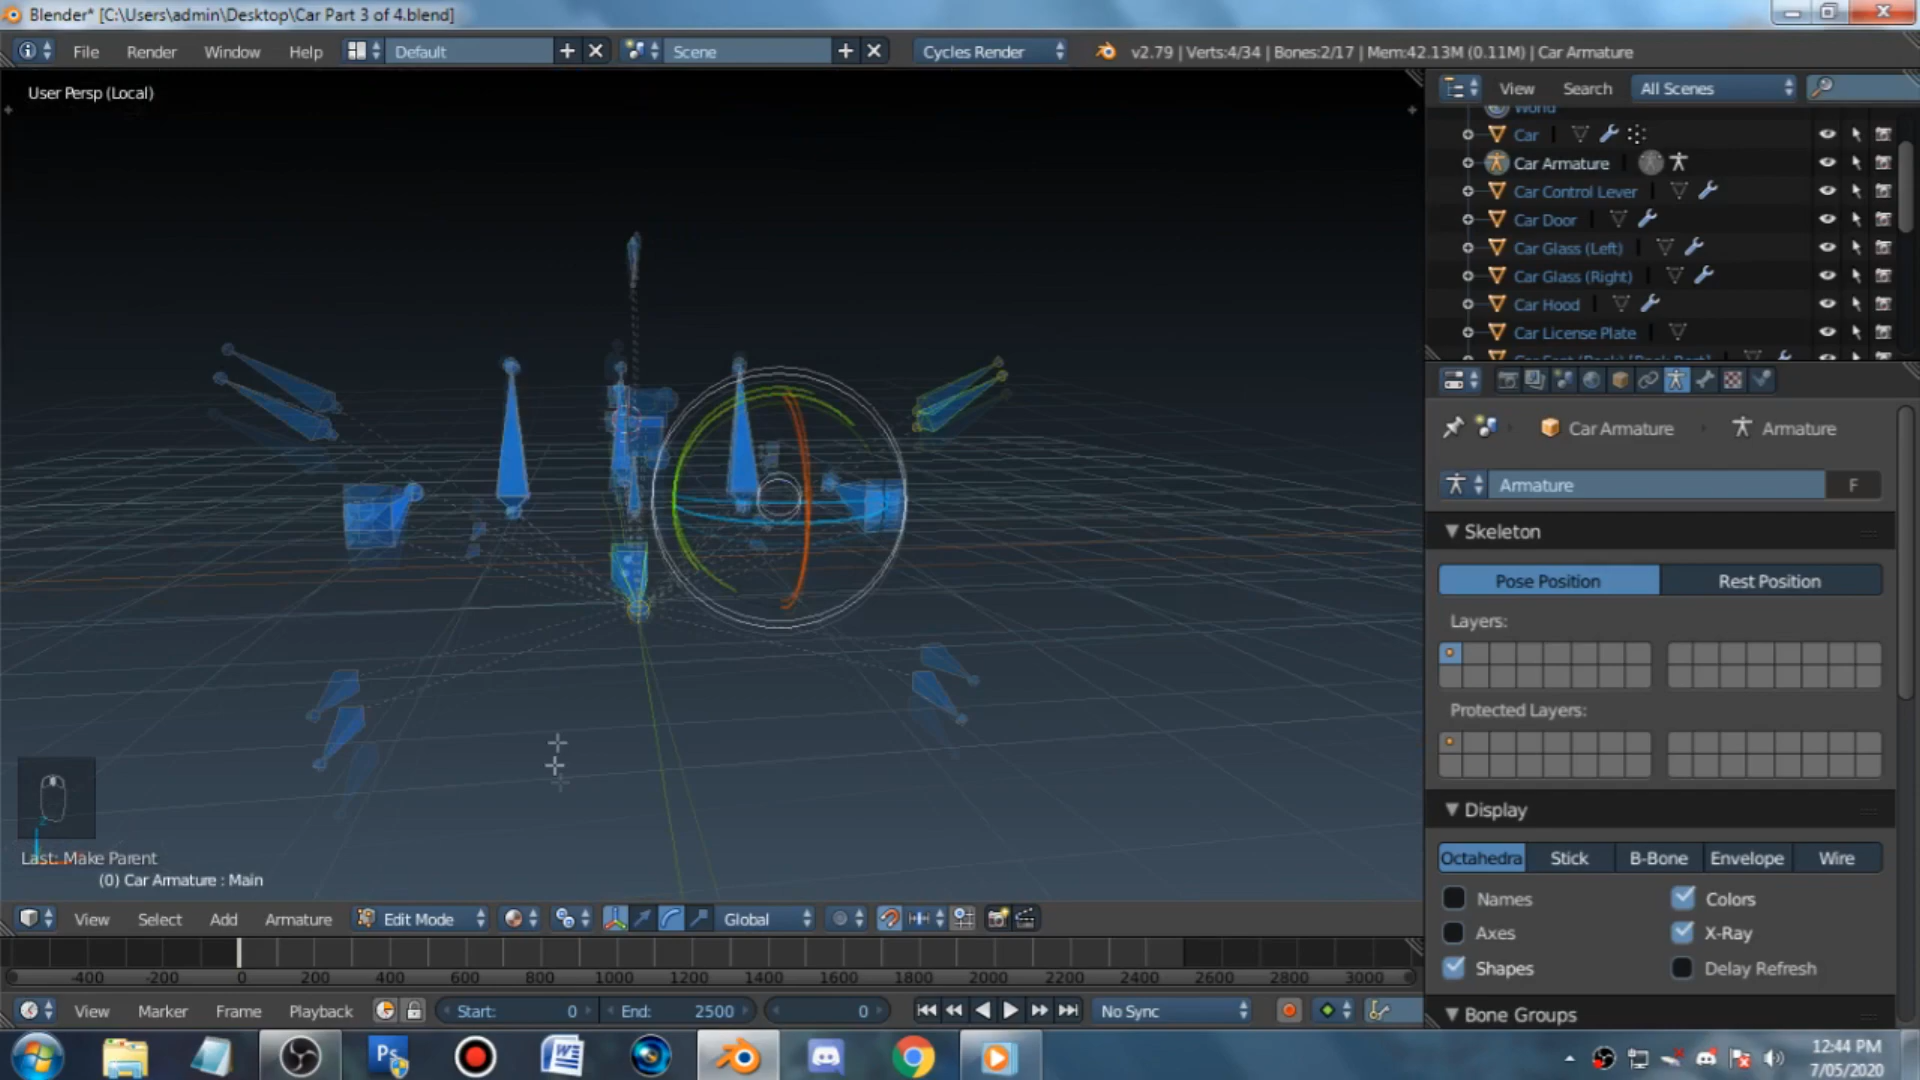 Blender* [C:\Users\admin\Desktop\Car Part 3 of 4.blend]
File Render Window Help Default Scene Cycles Render v2.79 | Verts:4/34 | Bones:2/17 | Mem:42.13M (0.11M) | Car Armature
User Persp (Local)
View Search All Scenes
World
Car
Car Armature
Car Control Lever
Car Door
Car Glass (Left)
Car Glass (Right)
Car Hood
Car License Plate
Car Armature Armature
Armature F
Skeleton
Pose Position Rest Position
Layers:
Protected Layers:
Display
Octahedra Stick B-Bone Envelope Wire
Names Colors
Axes X-Ray
Shapes Delay Refresh
Bone Groups
z
Last: Make Parent
(0) Car Armature : Main
View Select Add Armature Edit Mode Global
-400 -200 0 200 400 600 800 1000 1200 1400 1600 1800 2000 2200 2400 2600 2800 3000
View Marker Frame Playback Start: 0 End: 2500 0 No Sync
Ps
12:44 PM
7/05/2020